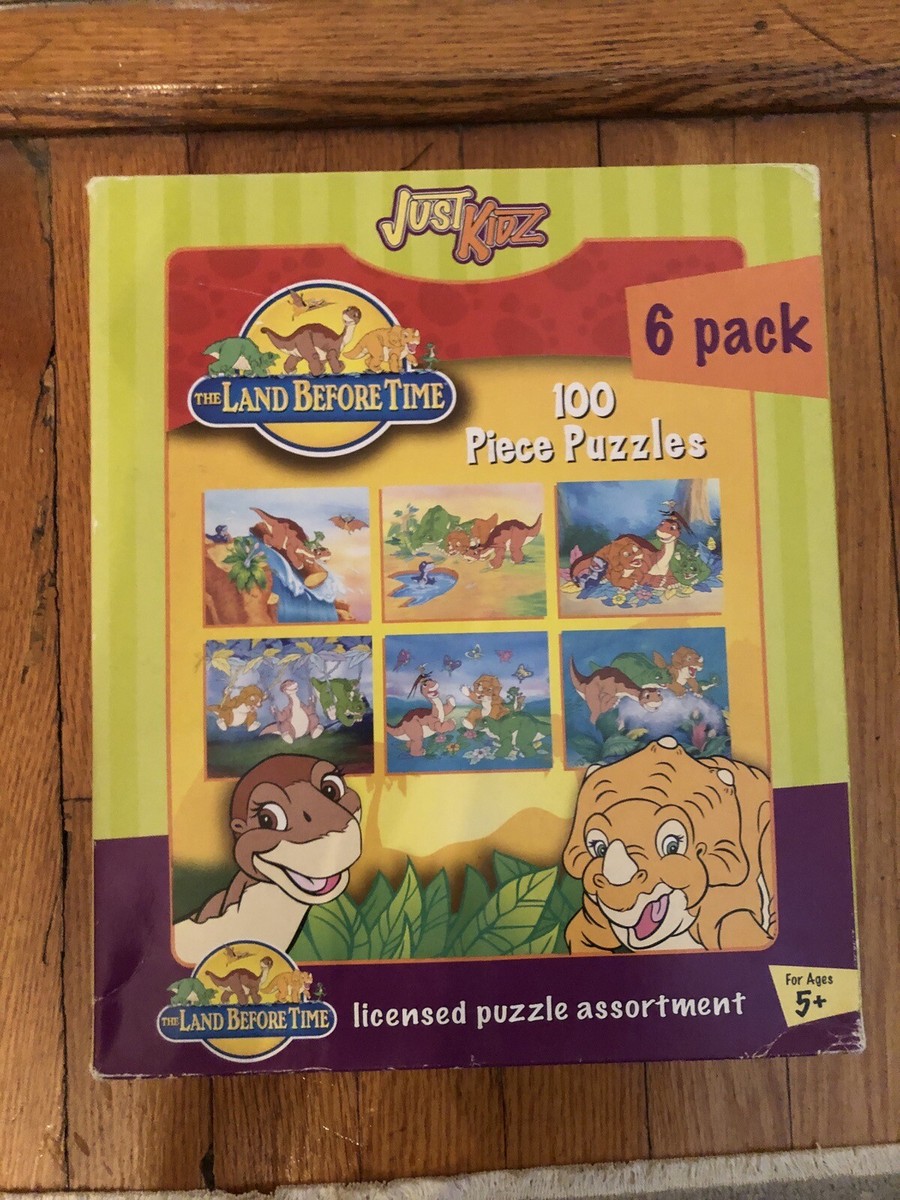 JUST KIDZ
6 pack
THE LAND BEFORE TIME
100
Piece Puzzles
For Ages
5+
THE LAND BEFORE TIME
licensed puzzle assortment